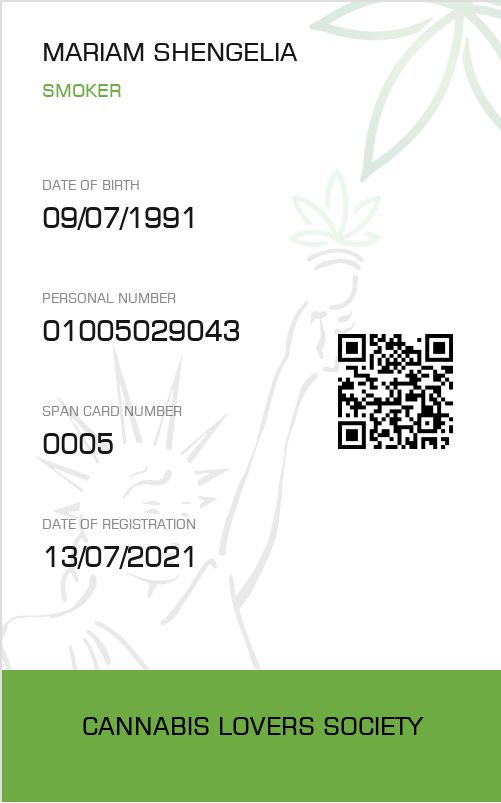 MARIAM SHENGELIA
SMOKER
DATE OF BIRTH
09/07/1991
PERSONAL NUMBER
01005029043
SPAN CARD NUMBER
0005
DATE OF REGISTRATION
13/07/2021
CANNABIS LOVERS SOCIETY